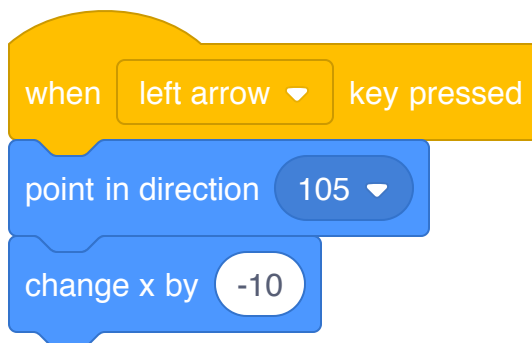 when left arrow key pressed
point in direction 105
change x by -10